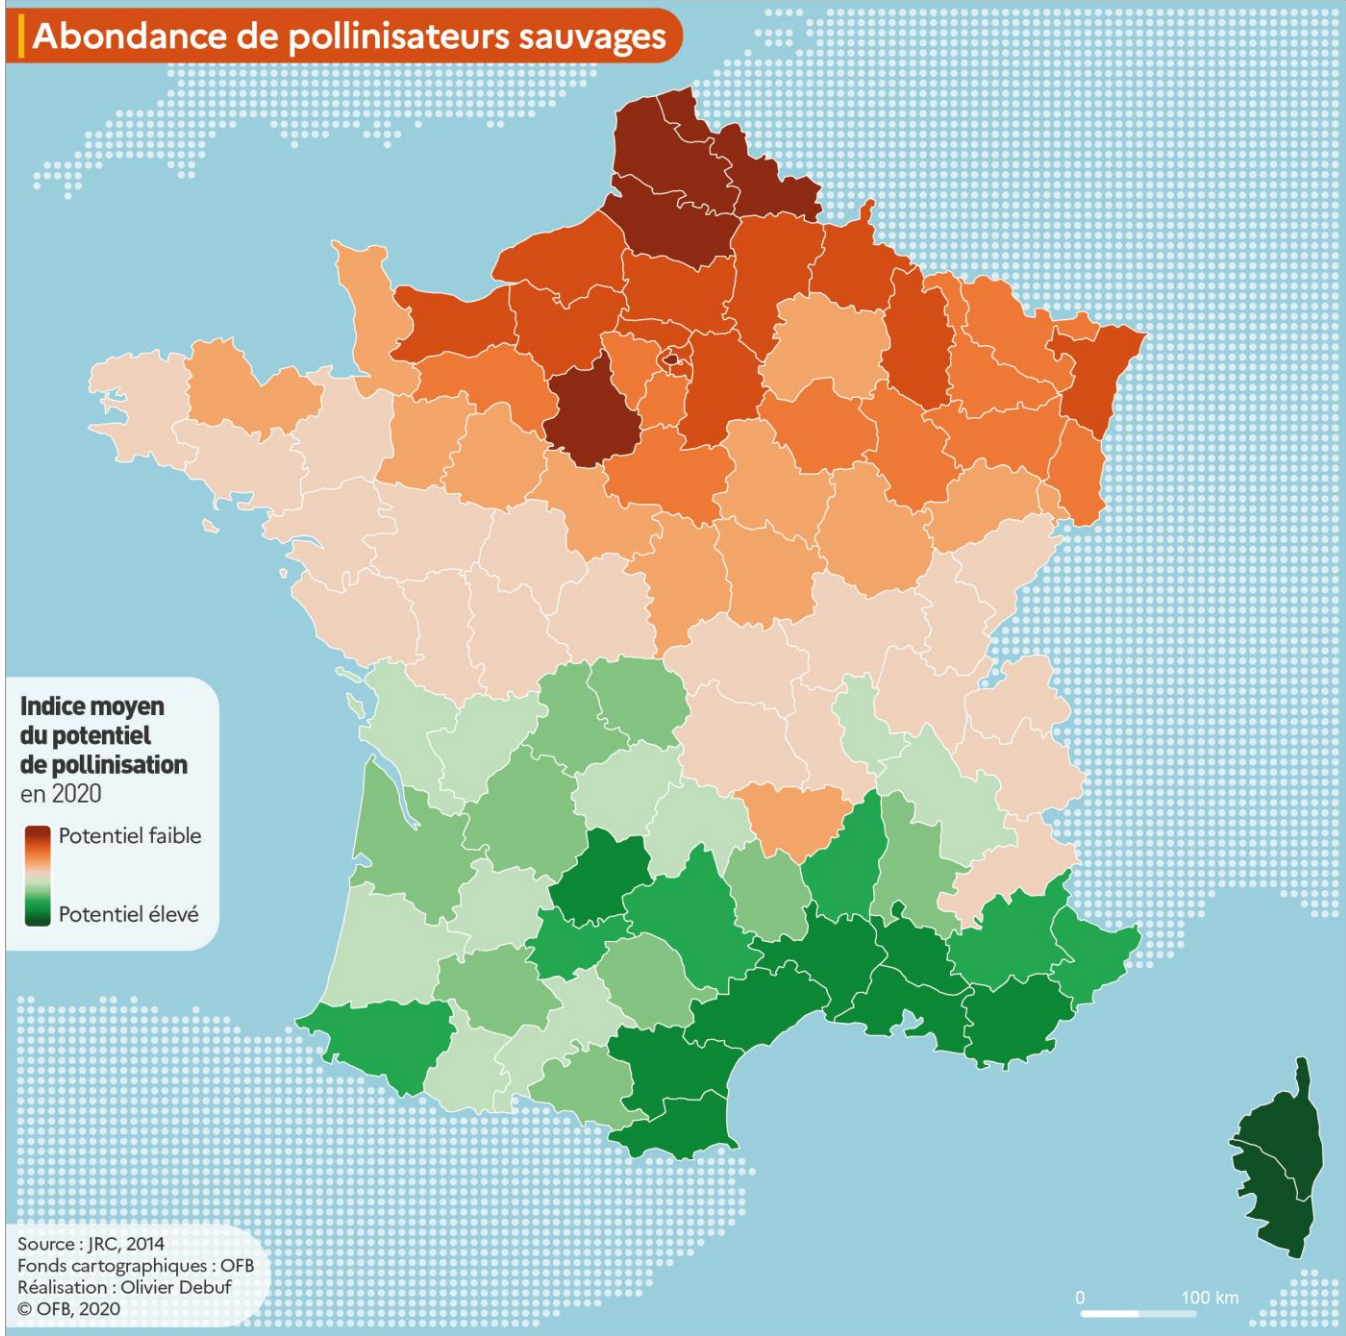 Abondance de pollinisateurs sauvages
Indice moyen
du potentiel
de pollinisation
en 2020
Potentiel faible
Potentiel élevé
Source : JRC, 2014
Fonds cartographiques : OFB
Réalisation : Olivier Debuf
© OFB, 2020
0 100 km